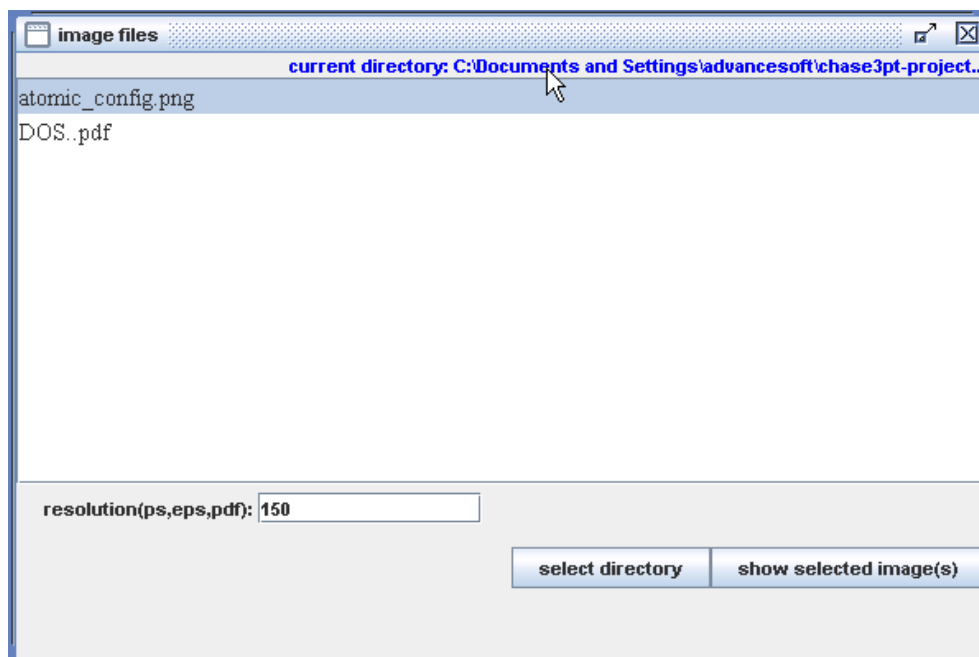 image files
current directory: C:\Documents and Settings\advancesoft\chase3pt-project..
atomic_config.png
DOS..pdf
resolution(ps,eps,pdf): 150
select directory show selected image(s)